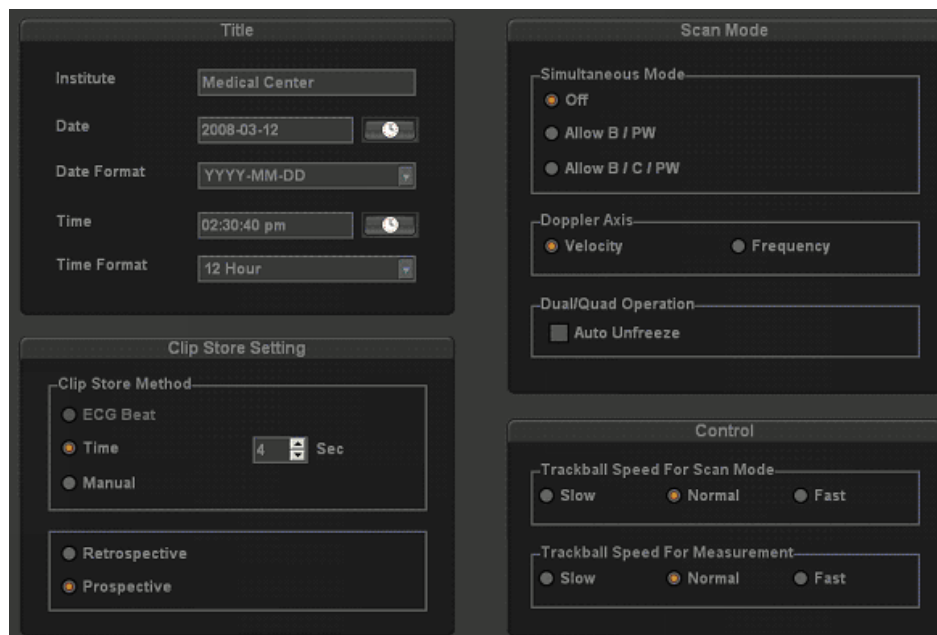 Title
Institute Medical Center
Date 2008-03-12
Date Format YYYY-MM-DD
Time 02:30:40 pm
Time Format 12 Hour
Clip Store Setting
Clip Store Method
ECG Beat
Time 4 Sec
Manual
Retrospective
Prospective
Scan Mode
Simultaneous Mode
Off
Allow B / PW
Allow B / C / PW
Doppler Axis
Velocity Frequency
Dual/Quad Operation
Auto Unfreeze
Control
Trackball Speed For Scan Mode
Slow Normal Fast
Trackball Speed For Measurement
Slow Normal Fast